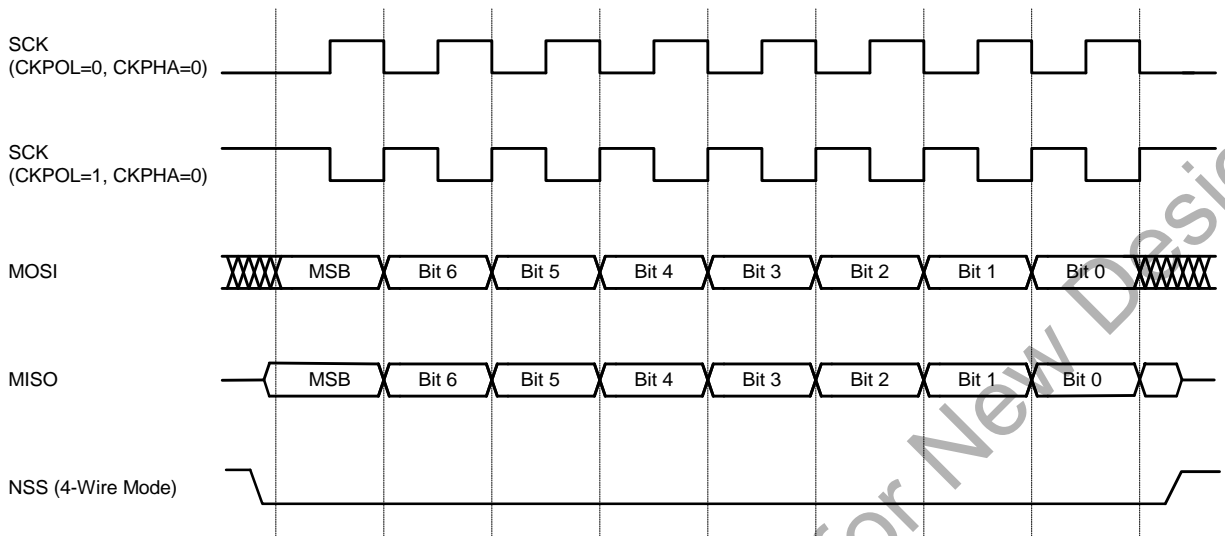 SCK
(CKPOL=0, CKPHA=0)
SCK
(CKPOL=1, CKPHA=0)
MOSI
MSB Bit 6 Bit 5 Bit 4 Bit 3 Bit 2 Bit 1 Bit 0
MISO
MSB Bit 6 Bit 5 Bit 4 Bit 3 Bit 2 Bit 1 Bit 0
NSS (4-Wire Mode)
for New